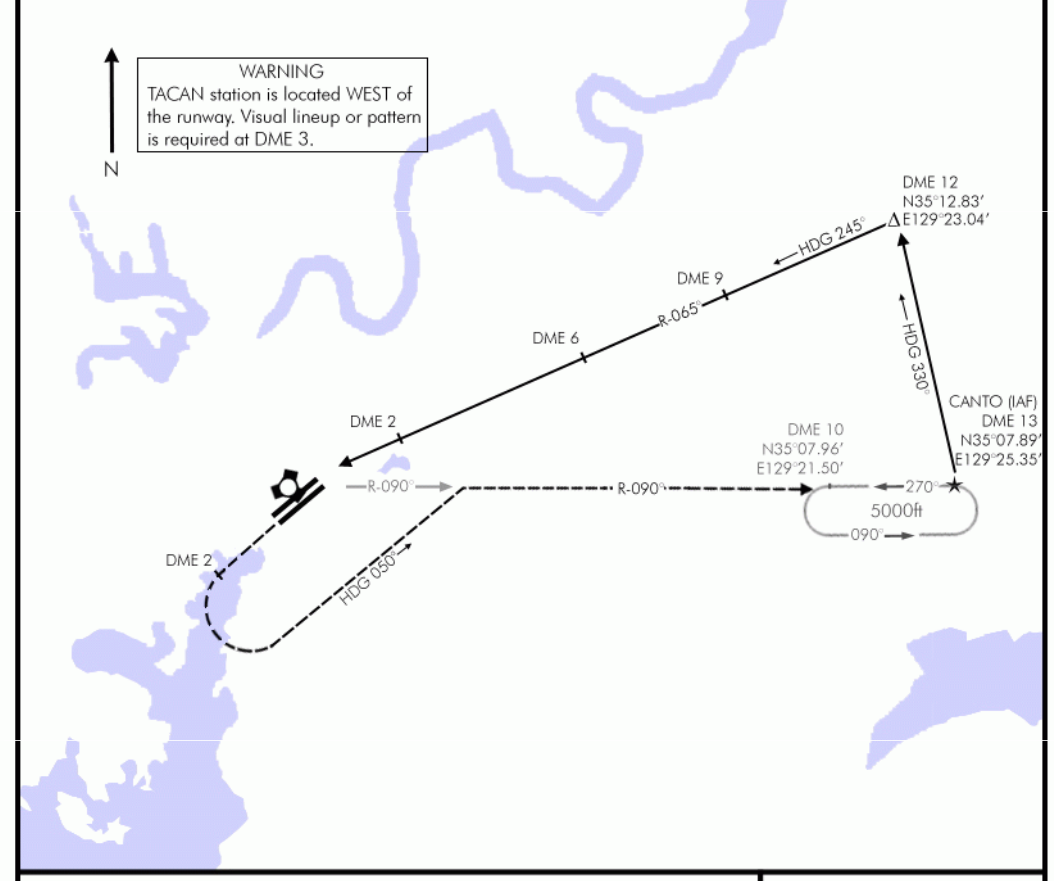 WARNING
TACAN station is located WEST of
the runway. Visual lineup or pattern
is required at DME 3.
N
DME 12
N35°12.83′
E129°23.04′
HDG 245°
DME 9
R-065°
DME 6
HDG 330°
DME 2
CANTO (IAF)
DME 13
N35°07.89′
E129°25.35′
DME 10
N35°07.96′
E129°21.50′
R-090°
R-090°
270°
5000ft
090°
DME 2
HDG 050°